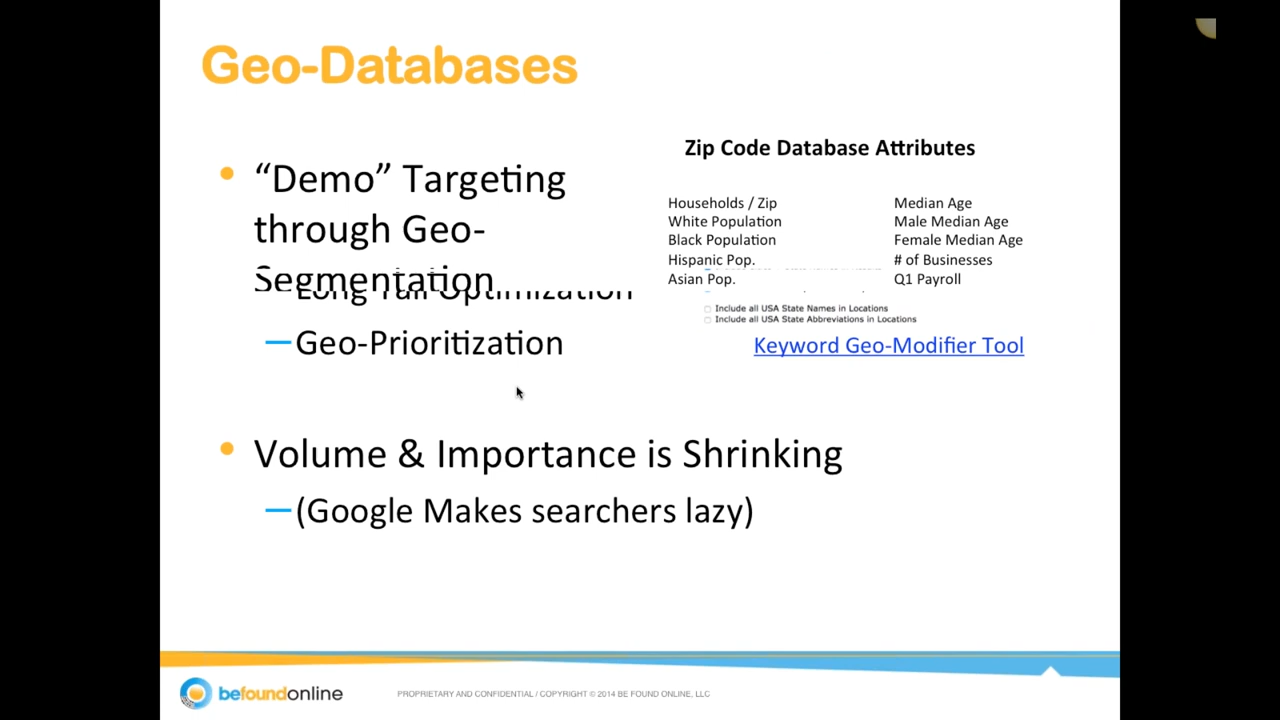 Geo-Databases
Zip Code Database Attributes
• “Demo” Targeting
through Geo-
Segmentation
Households / Zip
White Population
Black Population
Hispanic Pop.
Asian Pop.
Median Age
Male Median Age
Female Median Age
# of Businesses
Q1 Payroll
Long Tail Optimization
Include all USA State Names in Locations
Include all USA State Abbreviations in Locations
—Geo-Prioritization
Keyword Geo-Modifier Tool
• Volume & Importance is Shrinking
—(Google Makes searchers lazy)
befoundonline
PROPRIETARY AND CONFIDENTIAL / COPYRIGHT © 2014 BE FOUND ONLINE, LLC